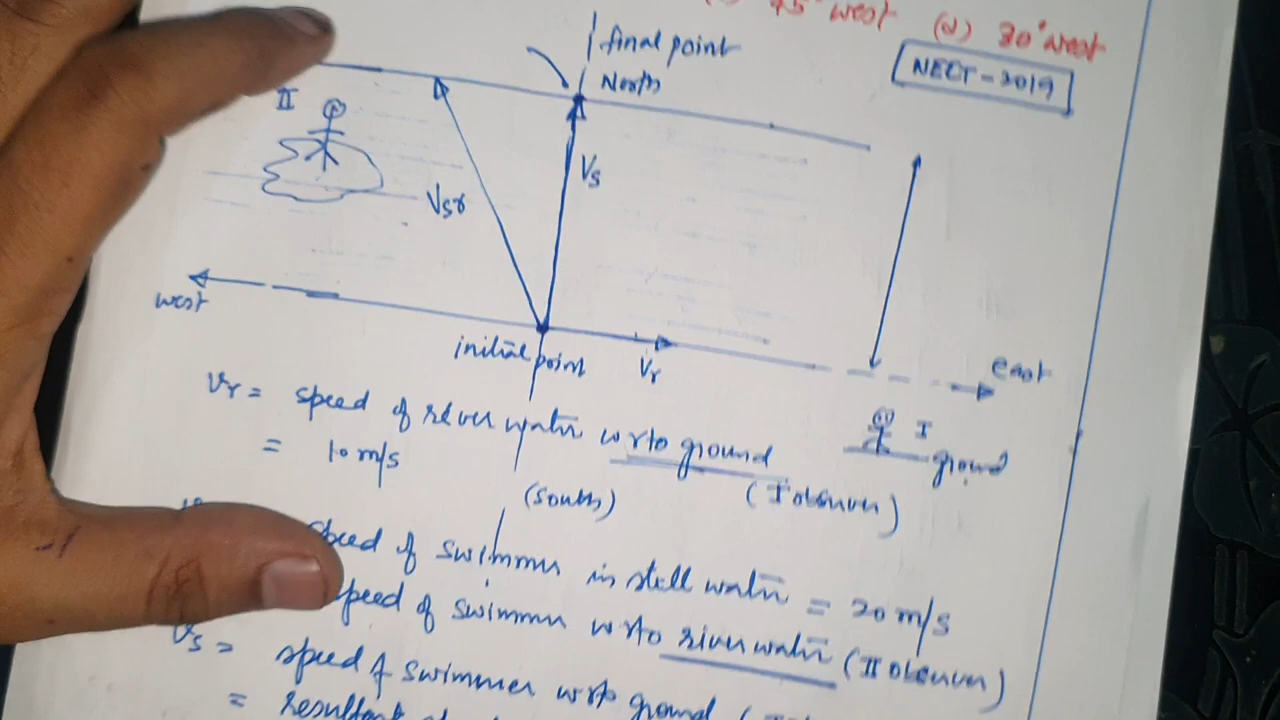 45° west (d) 30° west
NEET-2019
final point
North
II
Vs
Vsr
west
initial point
Vr
east
I
ground
Vr = speed of river water w r to ground
= 10 m/s
(I observer)
(South)
speed of swimmer in still water = 20 m/s
speed of swimmer w r to river water (II observer)
Vs = speed of swimmer w r to ground
= resultant